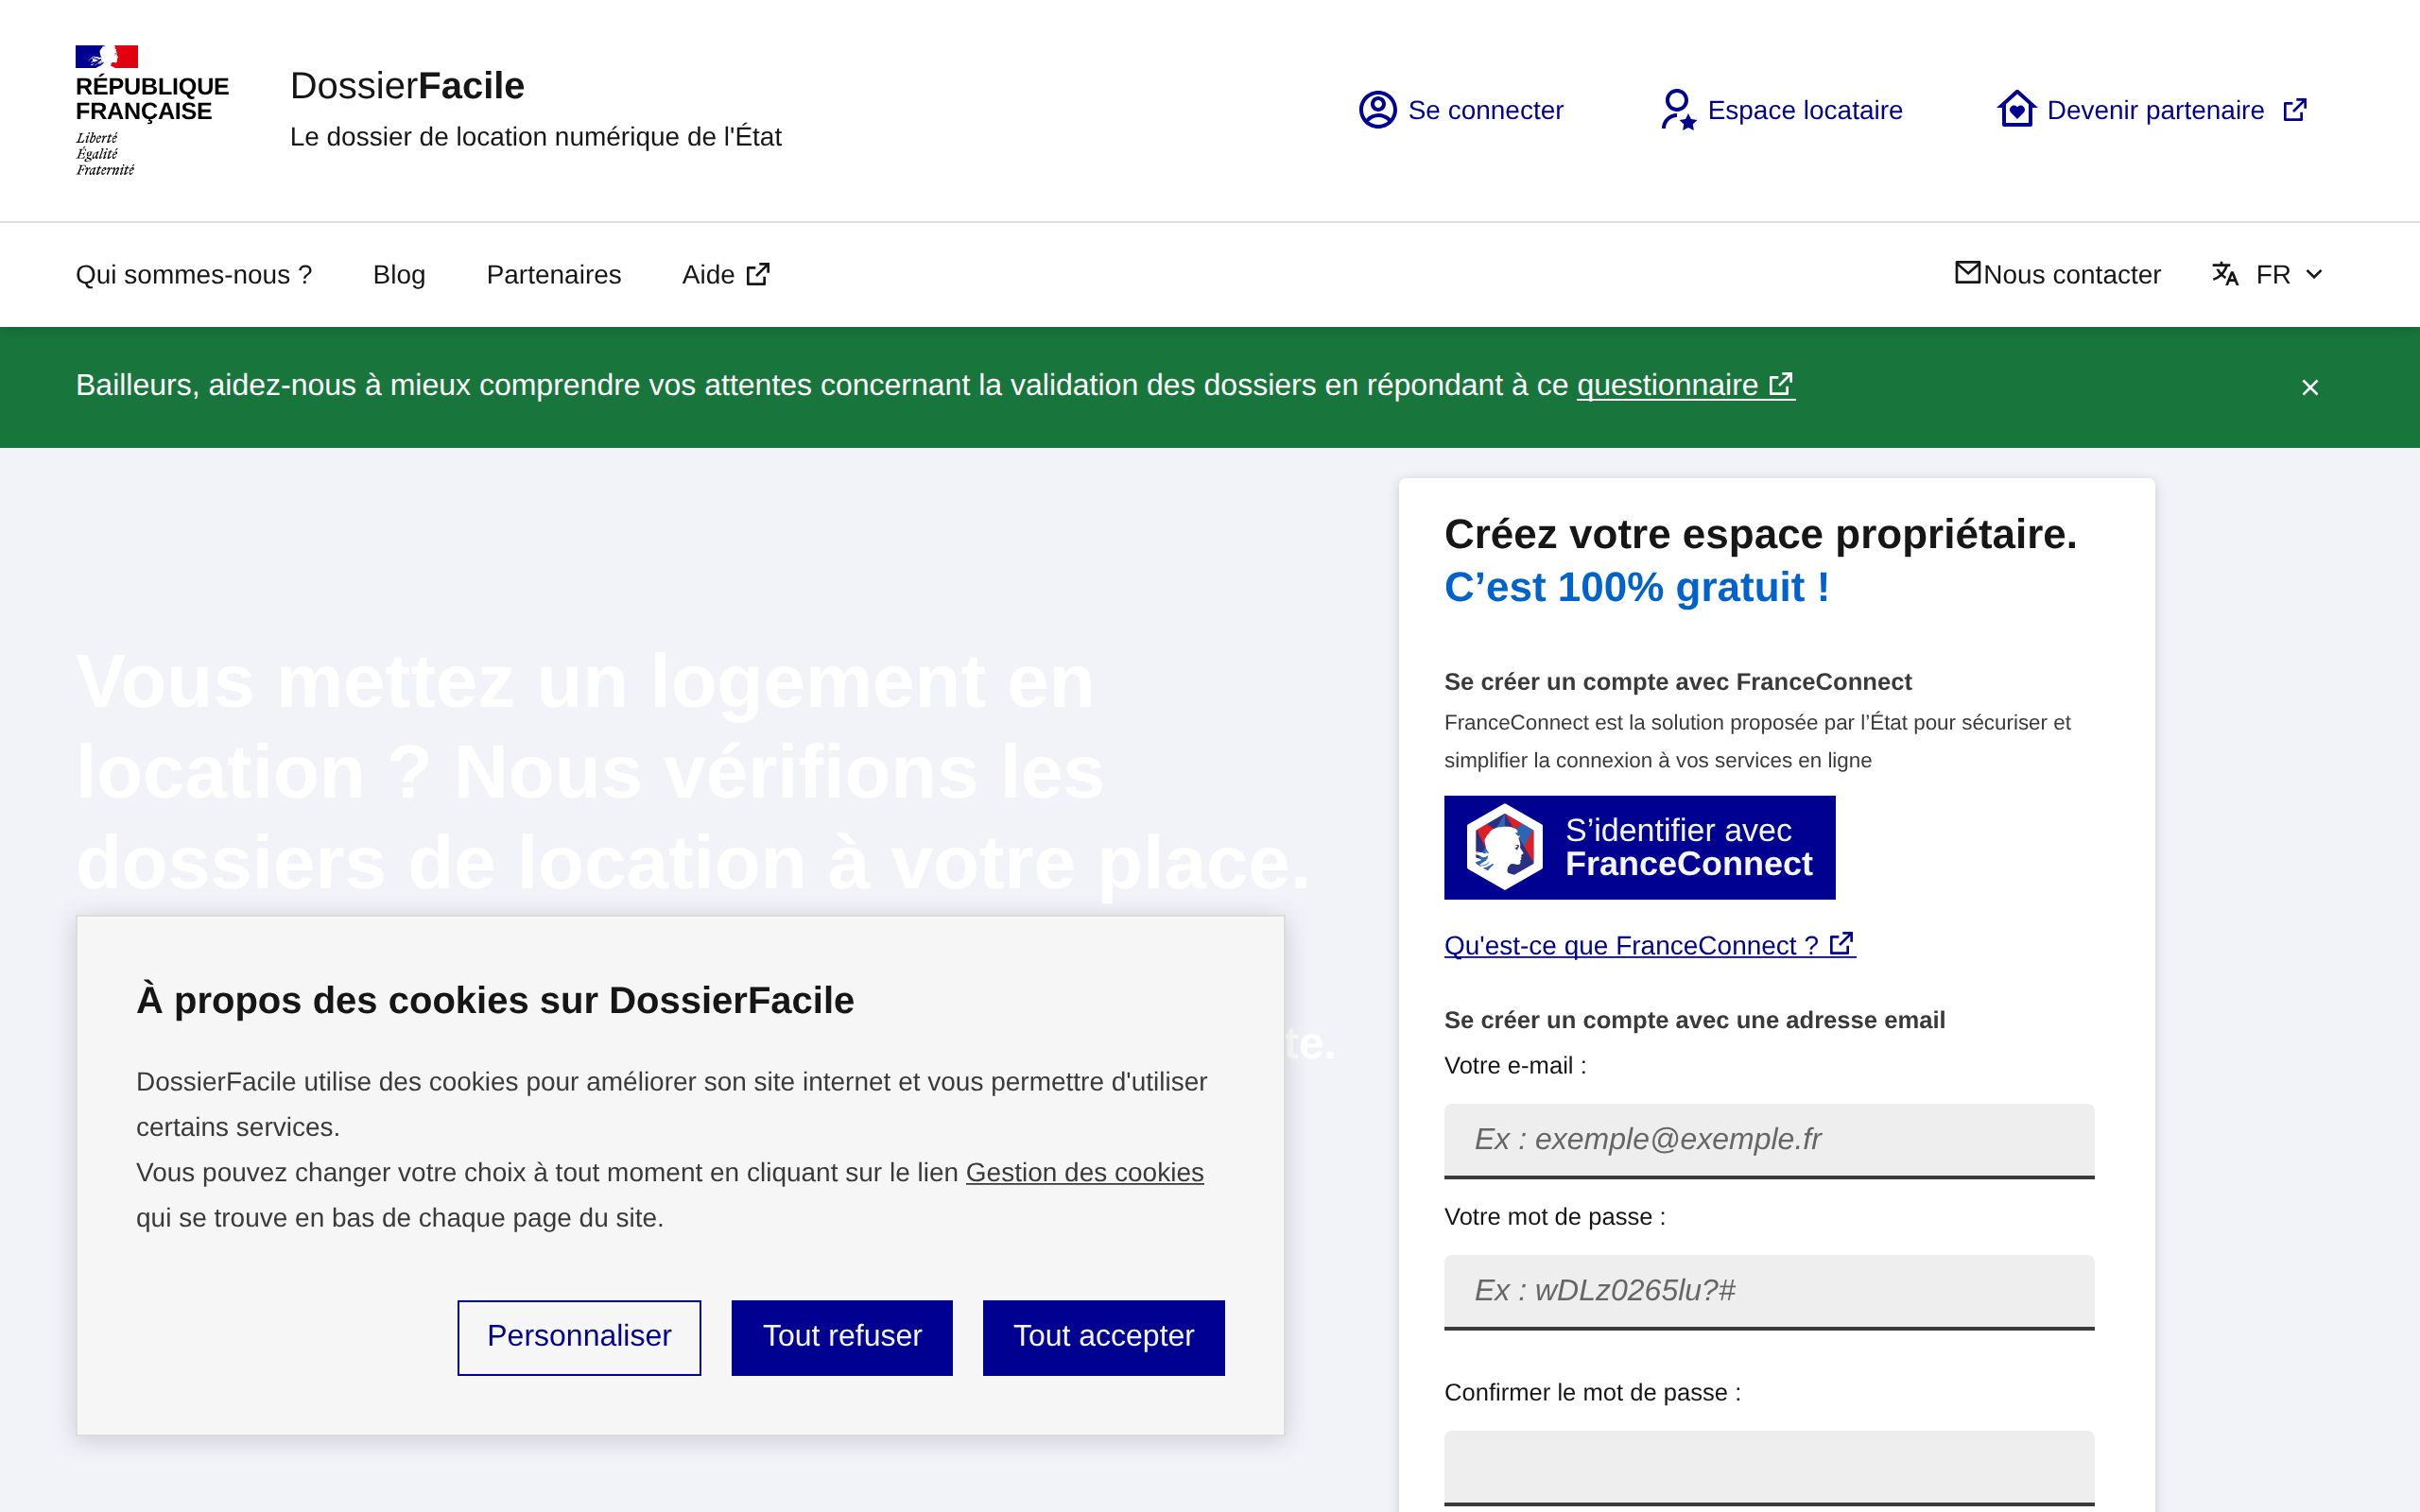 RÉPUBLIQUE
FRANÇAISE
Liberté
Égalité
Fraternité
DossierFacile
Le dossier de location numérique de l'État
Se connecter
Espace locataire
Devenir partenaire
Qui sommes-nous ?
Blog
Partenaires
Aide
Nous contacter
FR
Bailleurs, aidez-nous à mieux comprendre vos attentes concernant la validation des dossiers en répondant à ce questionnaire
Vous mettez un logement en
location ? Nous vérifions les
dossiers de location à votre place.
te.
À propos des cookies sur DossierFacile
DossierFacile utilise des cookies pour améliorer son site internet et vous permettre d'utiliser
certains services.
Vous pouvez changer votre choix à tout moment en cliquant sur le lien Gestion des cookies
qui se trouve en bas de chaque page du site.
Personnaliser
Tout refuser
Tout accepter
Créez votre espace propriétaire.
C’est 100% gratuit !
Se créer un compte avec FranceConnect
FranceConnect est la solution proposée par l’État pour sécuriser et
simplifier la connexion à vos services en ligne
S’identifier avec
FranceConnect
Qu'est-ce que FranceConnect ?
Se créer un compte avec une adresse email
Votre e-mail :
Ex : exemple@exemple.fr
Votre mot de passe :
Ex : wDLz0265lu?#
Confirmer le mot de passe :